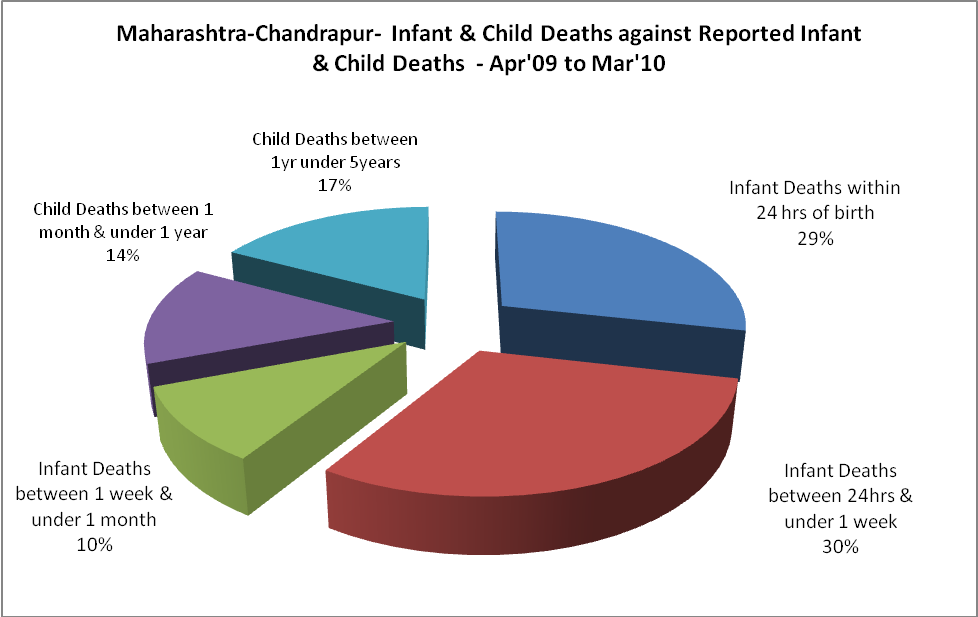 Maharashtra-Chandrapur- Infant & Child Deaths against Reported Infant
& Child Deaths - Apr'09 to Mar'10
Child Deaths between
1yr under 5years
17%
Infant Deaths within
24 hrs of birth
29%
Child Deaths between 1
month & under 1 year
14%
Infant Deaths
between 1 week &
under 1 month
10%
Infant Deaths
between 24hrs &
under 1 week
30%